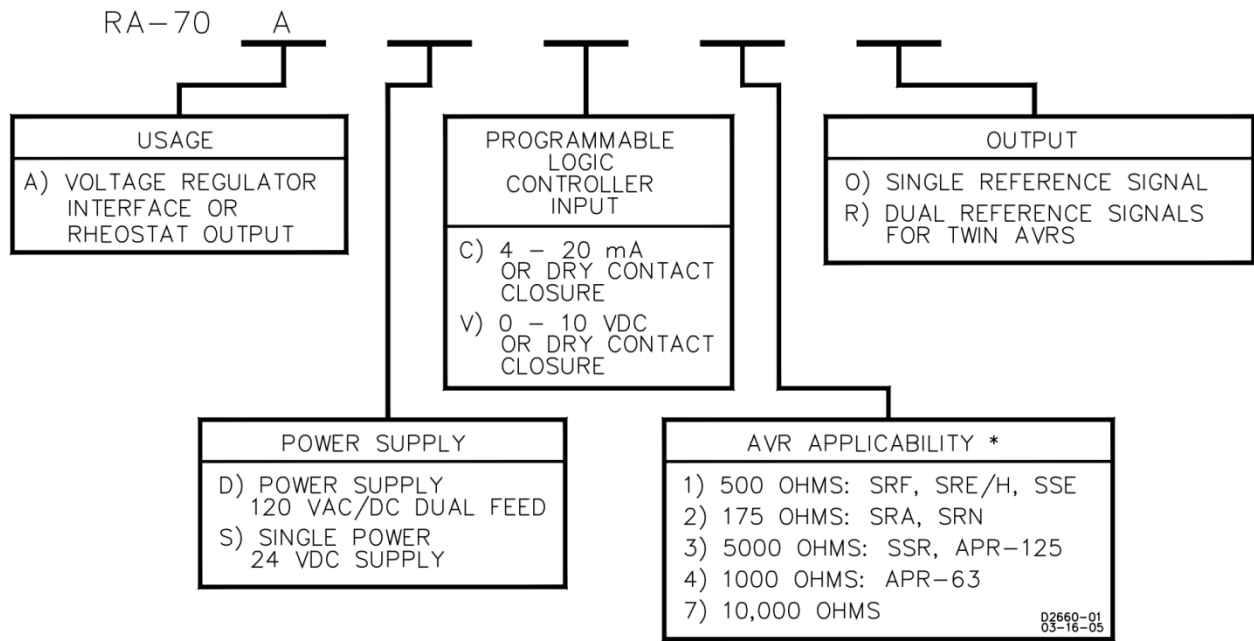 RA-70 A
USAGE
A) VOLTAGE REGULATOR
INTERFACE OR
RHEOSTAT OUTPUT
PROGRAMMABLE
LOGIC
CONTROLLER
INPUT
C) 4 - 20 mA
OR DRY CONTACT
CLOSURE
V) 0 - 10 VDC
OR DRY CONTACT
CLOSURE
OUTPUT
O) SINGLE REFERENCE SIGNAL
R) DUAL REFERENCE SIGNALS
FOR TWIN AVRS
POWER SUPPLY
D) POWER SUPPLY
120 VAC/DC DUAL FEED
S) SINGLE POWER
24 VDC SUPPLY
AVR APPLICABILITY *
1) 500 OHMS: SRF, SRE/H, SSE
2) 175 OHMS: SRA, SRN
3) 5000 OHMS: SSR, APR-125
4) 1000 OHMS: APR-63
7) 10,000 OHMS
D2660-01
03-16-05